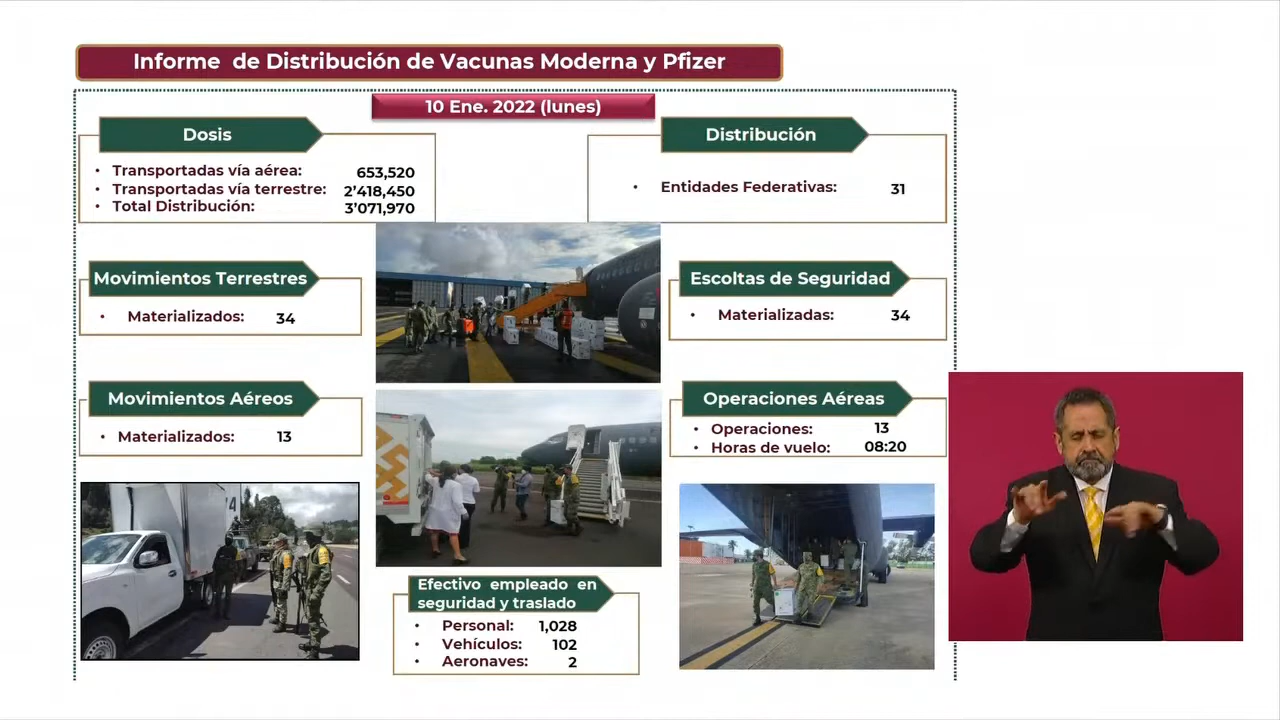 Informe de Distribución de Vacunas Moderna y Pfizer
10 Ene. 2022 (lunes)
Dosis
• Transportadas vía aérea: 653,520
• Transportadas vía terrestre: 2’418,450
• Total Distribución: 3’071,970
Distribución
• Entidades Federativas: 31
Movimientos Terrestres
• Materializados: 34
Escoltas de Seguridad
• Materializadas: 34
Movimientos Aéreos
• Materializados: 13
Operaciones Aéreas
• Operaciones: 13
• Horas de vuelo: 08:20
Efectivo empleado en
seguridad y traslado
• Personal: 1,028
• Vehículos: 102
• Aeronaves: 2